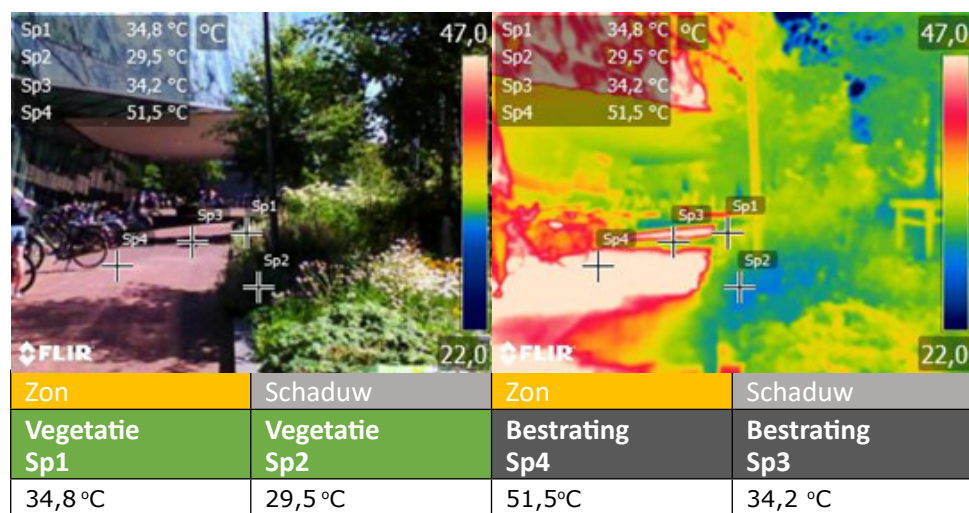 Sp1 34,8 °C °C 47,0
Sp2 29,5 °C
Sp3 34,2 °C
Sp4 51,5 °C
Sp3 Sp1
Sp4
Sp2
FLIR 22,0
Sp1 34,8 °C °C 47,0
Sp2 29,5 °C
Sp3 34,2 °C
Sp4 51,5 °C
Sp3 Sp1
Sp4
Sp2
FLIR 22,0
Zon Schaduw Zon Schaduw
Vegetatie Vegetatie Bestrating Bestrating
Sp1 Sp2 Sp4 Sp3
34,8 °C 29,5 °C 51,5°C 34,2 °C